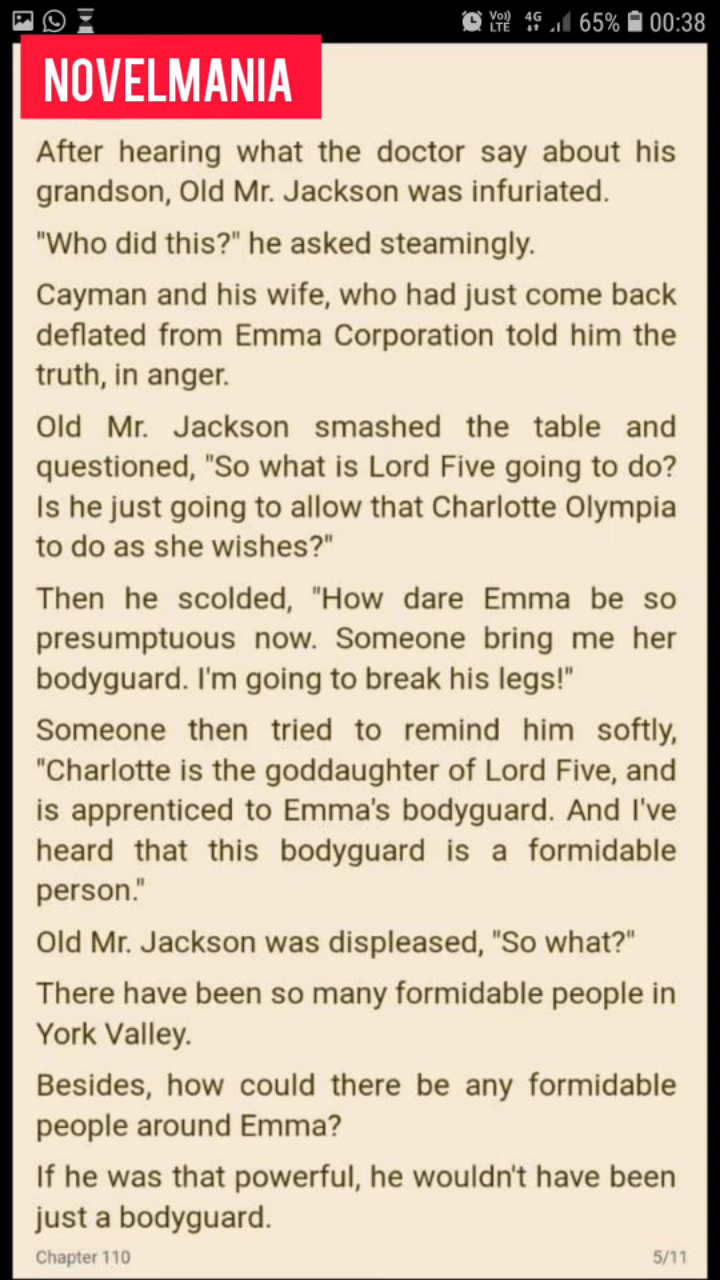 Vo)) 4G 65% 00:38
LTE
NOVELMANIA
After hearing what the doctor say about his
grandson, Old Mr. Jackson was infuriated.
"Who did this?" he asked steamingly.
Cayman and his wife, who had just come back
deflated from Emma Corporation told him the
truth, in anger.
Old Mr. Jackson smashed the table and
questioned, "So what is Lord Five going to do?
Is he just going to allow that Charlotte Olympia
to do as she wishes?"
Then he scolded, "How dare Emma be so
presumptuous now. Someone bring me her
bodyguard. I'm going to break his legs!"
Someone then tried to remind him softly,
"Charlotte is the goddaughter of Lord Five, and
is apprenticed to Emma's bodyguard. And I've
heard that this bodyguard is a formidable
person."
Old Mr. Jackson was displeased, "So what?"
There have been so many formidable people in
York Valley.
Besides, how could there be any formidable
people around Emma?
If he was that powerful, he wouldn't have been
just a bodyguard.
Chapter 110 5/11